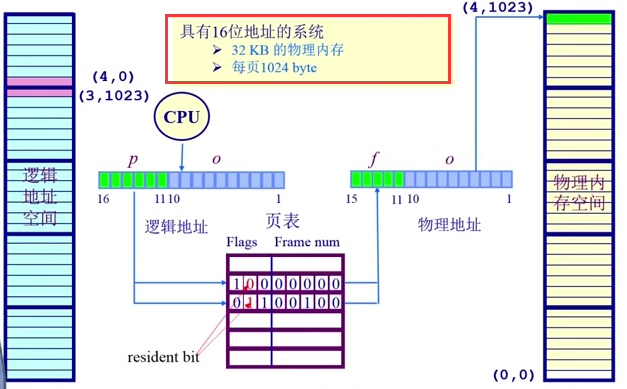 (4,1023)
具有16位地址的系统
➢ 32 KB 的物理内存
➢ 每页1024 byte
(4,0)
(3,1023)
CPU
p o
f o
逻辑
地址
空间
16 1110 1
15 11 10 1
物理内
存空间
逻辑地址
页表
物理地址
Flags Frame num
1 0 0 0 0 0 0 0
0 1 1 0 0 1 0 0
resident bit
(0,0)